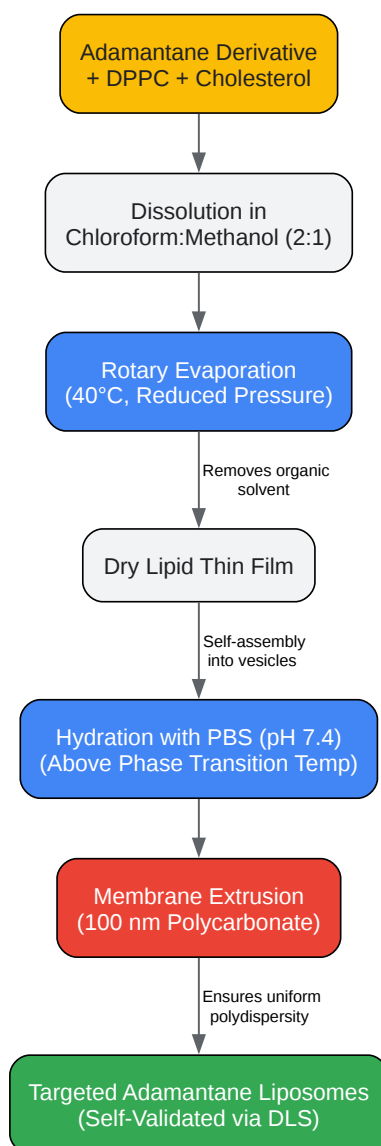 Adamantane Derivative
+ DPPC + Cholesterol
Dissolution in
Chloroform:Methanol (2:1)
Rotary Evaporation
(40°C, Reduced Pressure)
Removes organic
solvent
Dry Lipid Thin Film
Self-assembly
into vesicles
Hydration with PBS (pH 7.4)
(Above Phase Transition Temp)
Membrane Extrusion
(100 nm Polycarbonate)
Ensures uniform
polydispersity
Targeted Adamantane Liposomes
(Self-Validated via DLS)